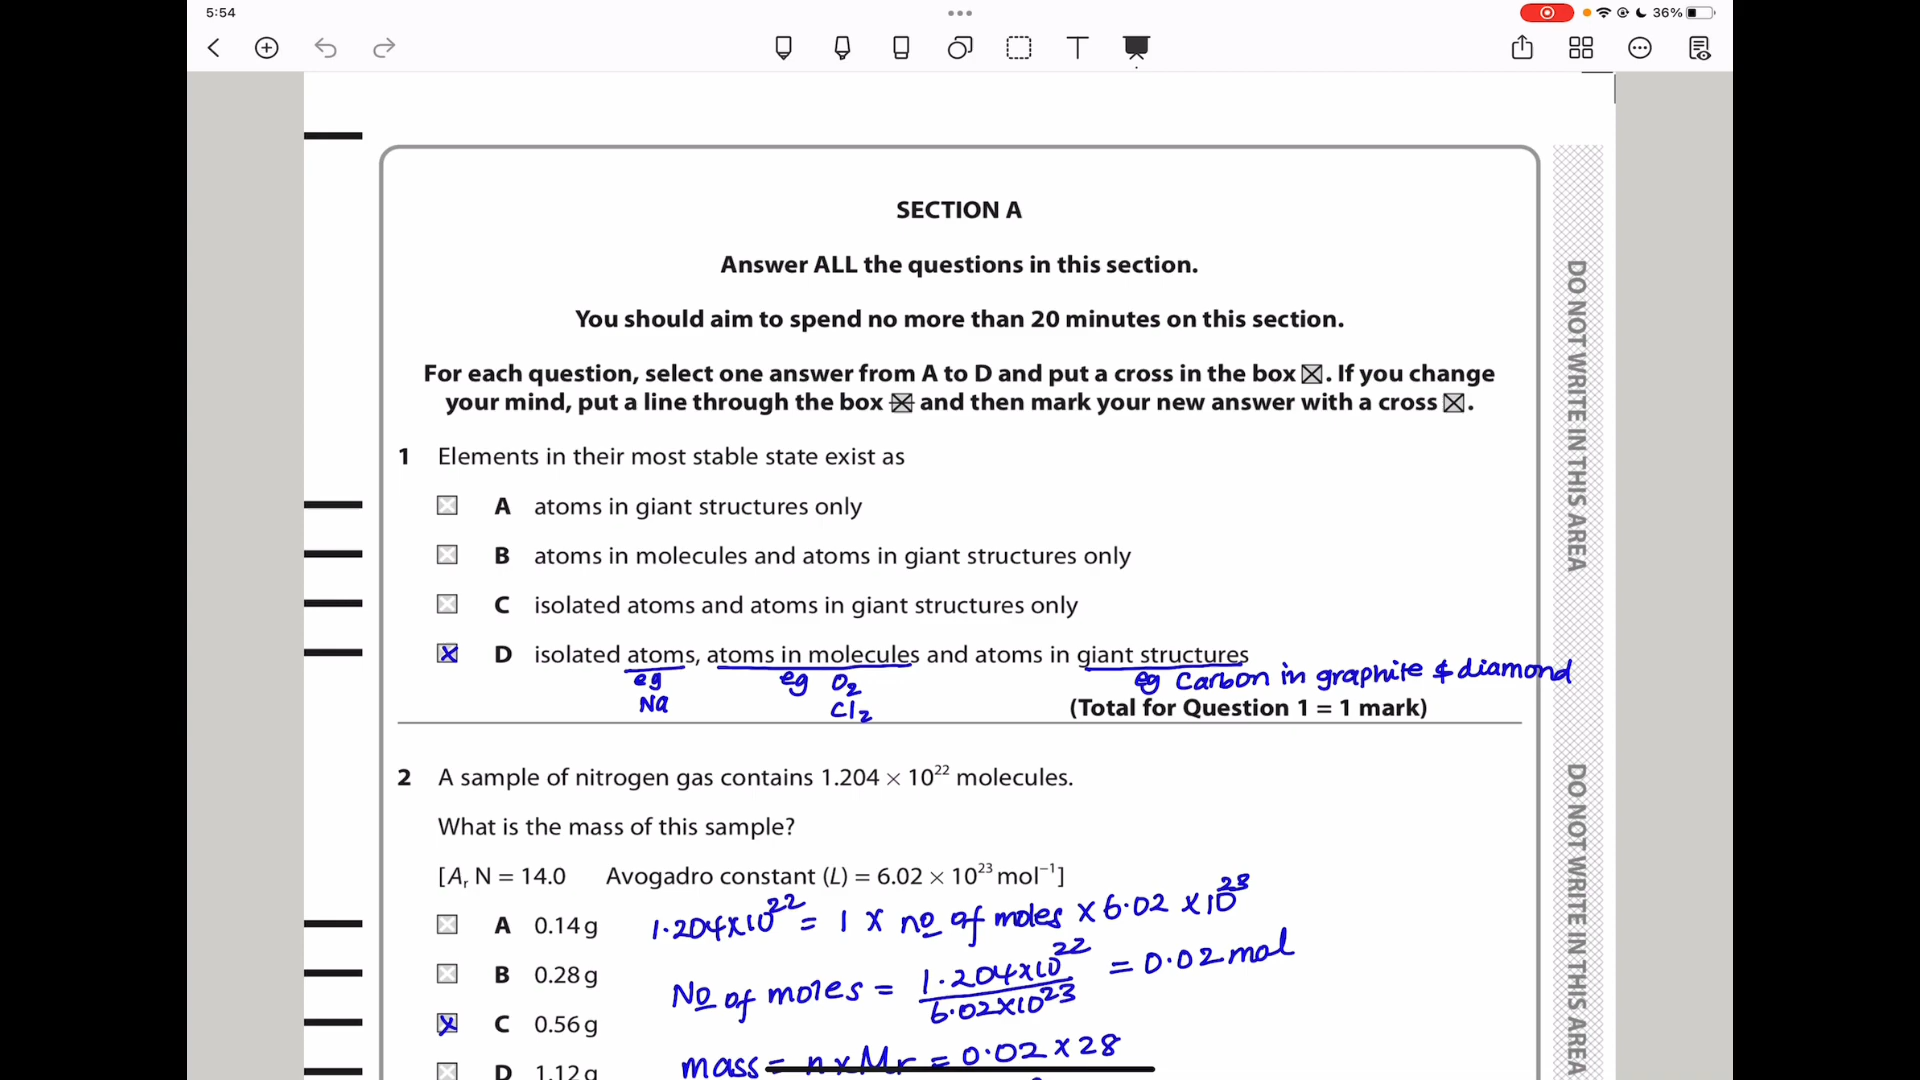 5:54
36%
SECTION A
Answer ALL the questions in this section.
You should aim to spend no more than 20 minutes on this section.
For each question, select one answer from A to D and put a cross in the box ☒. If you change
your mind, put a line through the box ☒ and then mark your new answer with a cross ☒.
1 Elements in their most stable state exist as
A atoms in giant structures only
B atoms in molecules and atoms in giant structures only
C isolated atoms and atoms in giant structures only
D isolated atoms, atoms in molecules and atoms in giant structures
eg Na
eg O₂ Cl₂
eg Carbon in graphite & diamond
(Total for Question 1 = 1 mark)
2 A sample of nitrogen gas contains 1.204 × 10²² molecules.
What is the mass of this sample?
[Aᵣ N = 14.0 Avogadro constant (L) = 6.02 × 10²³ mol⁻¹]
A 0.14 g
B 0.28 g
C 0.56 g
D 1.12 g
1.204×10²² = 1 × no of moles × 6.02 × 10²³
No of moles = 1.204×10²² / 6.02×10²³ = 0.02 mol
mass = n × Mr = 0.02 × 28
DO NOT WRITE IN THIS AREA
DO NOT WRITE IN THIS AREA